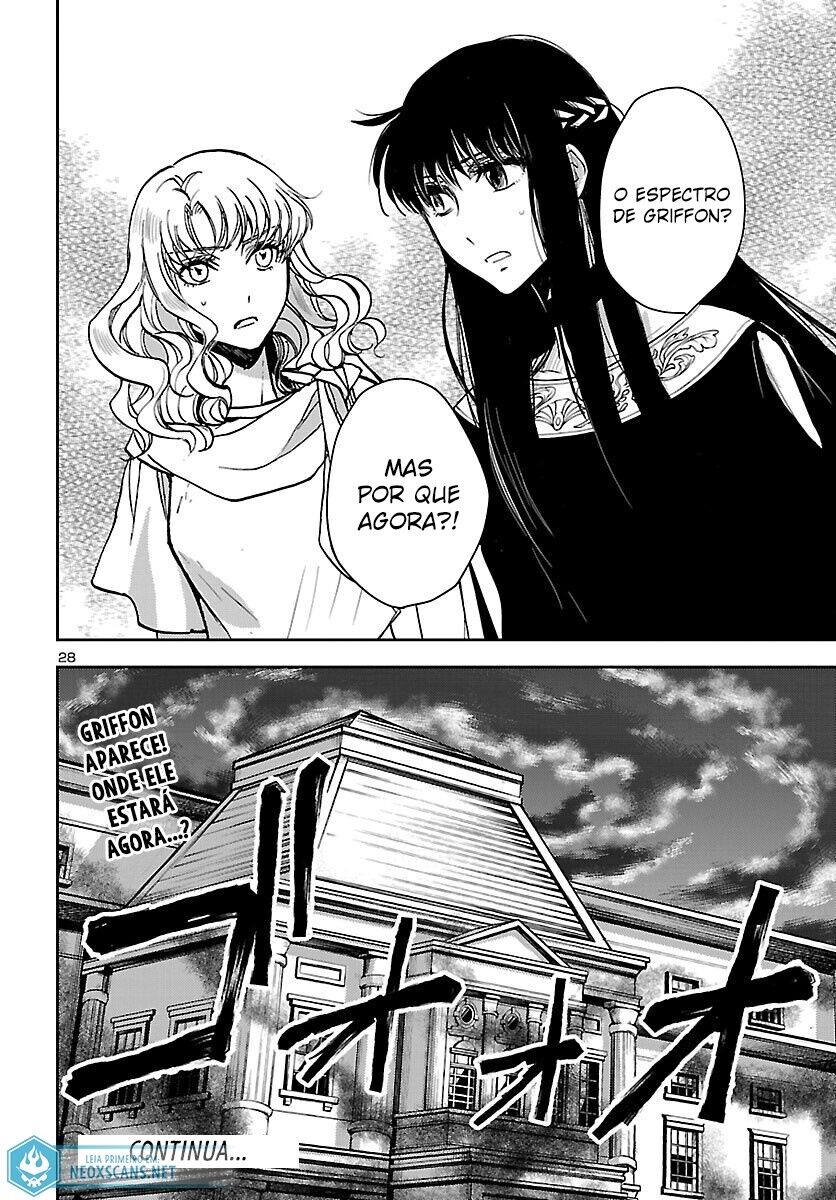 O ESPECTRO
DE GRIFFON?
MAS
POR QUE
AGORA?!
28
GRIFFON
APARECE!
ONDE ELE
ESTARÁ
AGORA...?
ゴオオオ
CONTINUA...
LEIA PRIMEIRO EM:
NEOXSCANS.NET